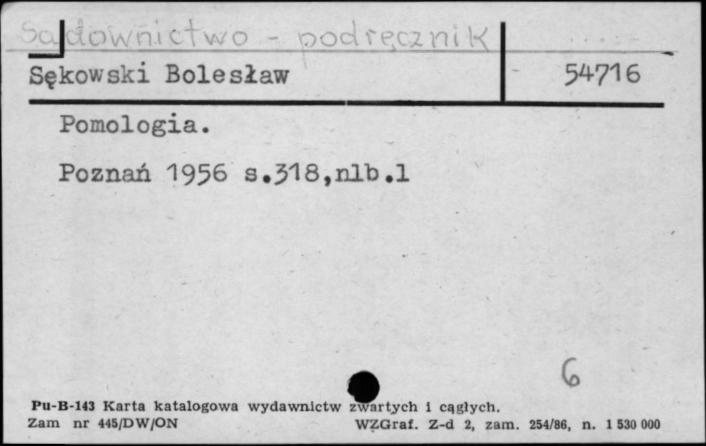 Sadownictwo - podręcznik
Sękowski Bolesław 54716
Pomologia.
Poznań 1956 s.318,nlb.1
6
Pu-B-143 Karta katalogowa wydawnictw zwartych i ciągłych.
Zam nr 445/DW/ON WZGraf. Z-d 2, zam. 254/86, n. 1 530 000